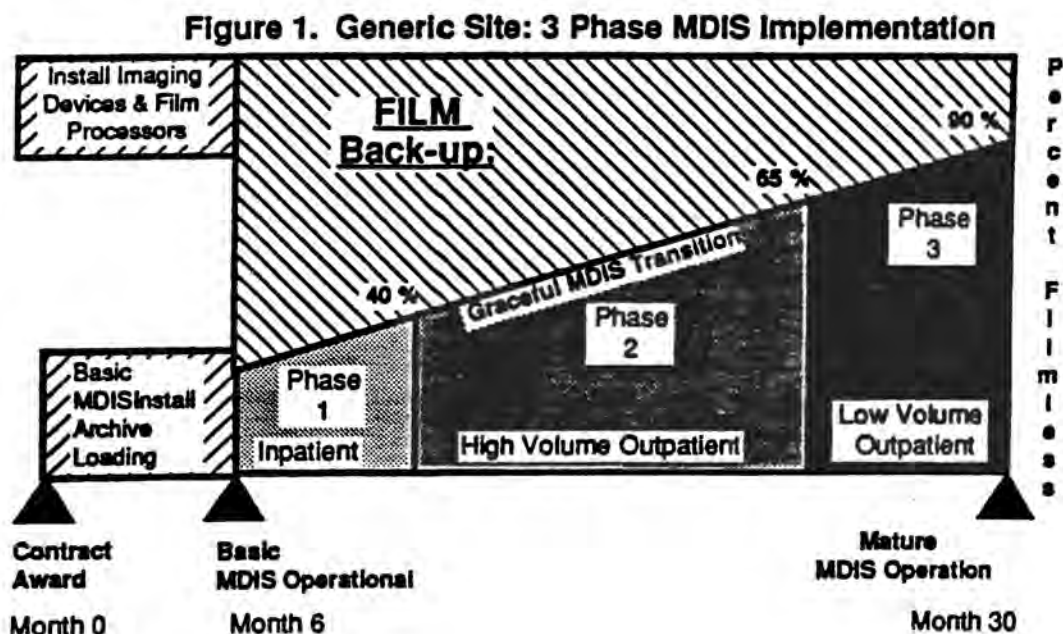 Figure 1. Generic Site: 3 Phase MDIS Implementation
Install Imaging
Devices & Film
Processors
FILM
Back-up:
90 %
65 %
40 %
Graceful MDIS Transition
Phase
3
Phase
2
Phase
1
Basic
MDISInstall
Archive
Loading
Inpatient
High Volume Outpatient
Low Volume
Outpatient
Percent Filmless
Contract
Award
Month 0
Basic
MDIS Operational
Month 6
Mature
MDIS Operation
Month 30